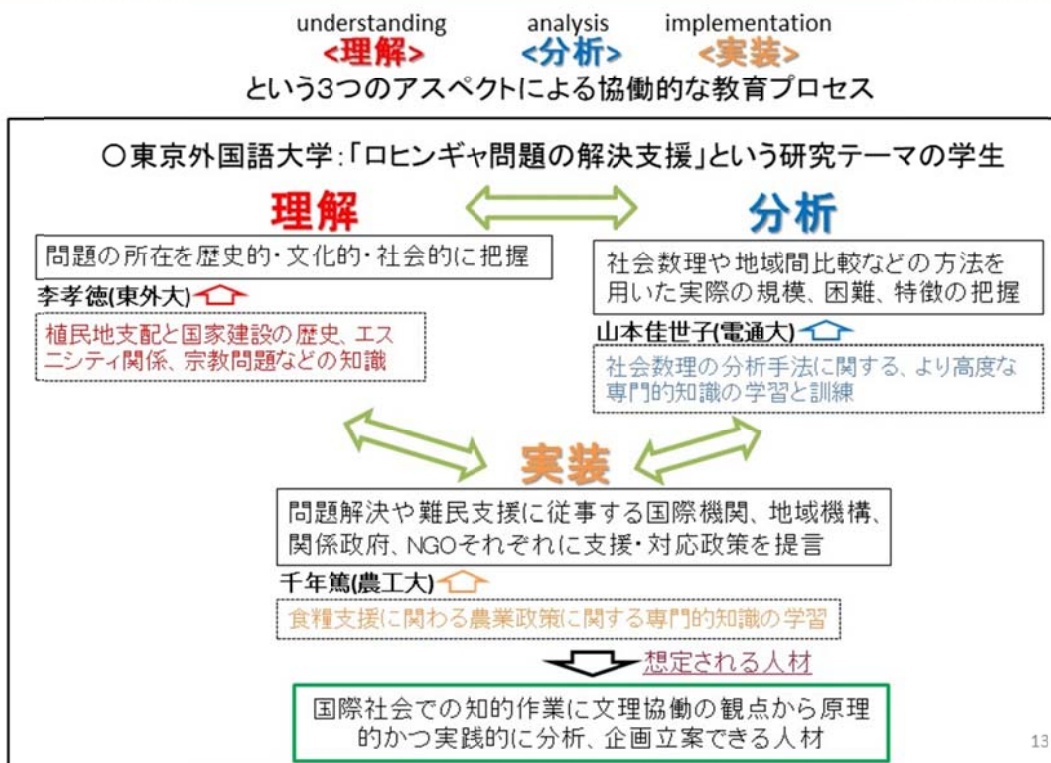 understanding analysis implementation
<理解> <分析> <実装>
という3つのアスペクトによる協働的な教育プロセス
○東京外国語大学:「ロヒンギャ問題の解決支援」という研究テーマの学生
理解
問題の所在を歴史的・文化的・社会的に把握
李孝徳(東外大)
植民地支配と国家建設の歴史、エス
ニシティ関係、宗教問題などの知識
分析
社会数理や地域間比較などの方法を
用いた実際の規模、困難、特徴の把握
山本佳世子(電通大)
社会数理の分析手法に関する、より高度な
専門的知識の学習と訓練
実装
問題解決や難民支援に従事する国際機関、地域機構、
関係政府、NGOそれぞれに支援・対応政策を提言
千年篤(農工大)
食糧支援に関わる農業政策に関する専門的知識の学習
想定される人材
国際社会での知的作業に文理協働の観点から原理
的かつ実践的に分析、企画立案できる人材
13